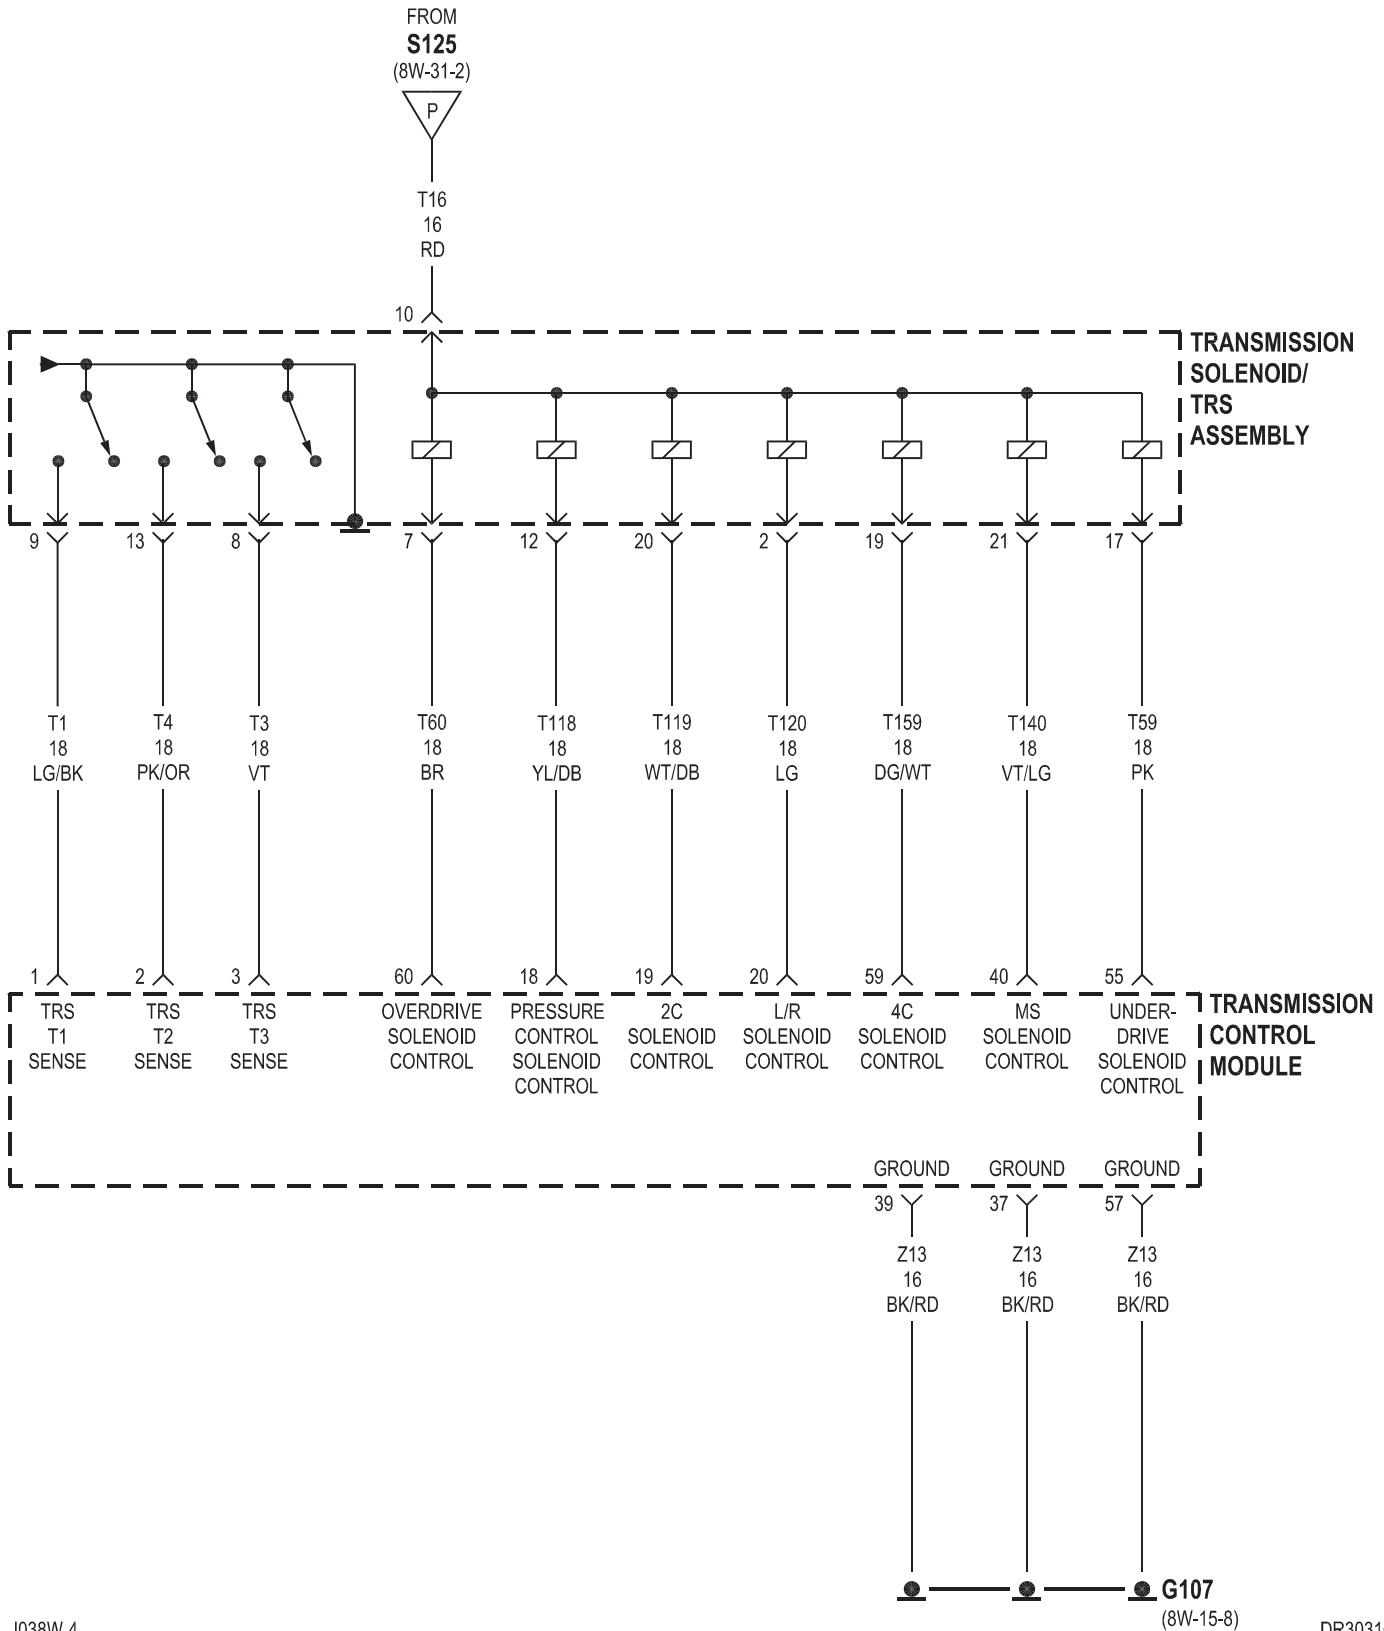 FROM
S125
(8W-31-2)
P
T16
16
RD
10
TRANSMISSION
SOLENOID/
TRS
ASSEMBLY
9 13 8 7 12 20 2 19 21 17
T1 T4 T3 T60 T118 T119 T120 T159 T140 T59
18 18 18 18 18 18 18 18 18 18
LG/BK PK/OR VT BR YL/DB WT/DB LG DG/WT VT/LG PK
1 2 3 60 18 19 20 59 40 55
TRS TRS TRS OVERDRIVE PRESSURE 2C L/R 4C MS UNDER-
T1 T2 T3 SOLENOID CONTROL SOLENOID SOLENOID SOLENOID SOLENOID DRIVE
SENSE SENSE SENSE CONTROL SOLENOID CONTROL CONTROL CONTROL CONTROL SOLENOID
CONTROL CONTROL
TRANSMISSION
CONTROL
MODULE
GROUND GROUND GROUND
39 37 57
Z13 Z13 Z13
16 16 16
BK/RD BK/RD BK/RD
G107
(8W-15-8)